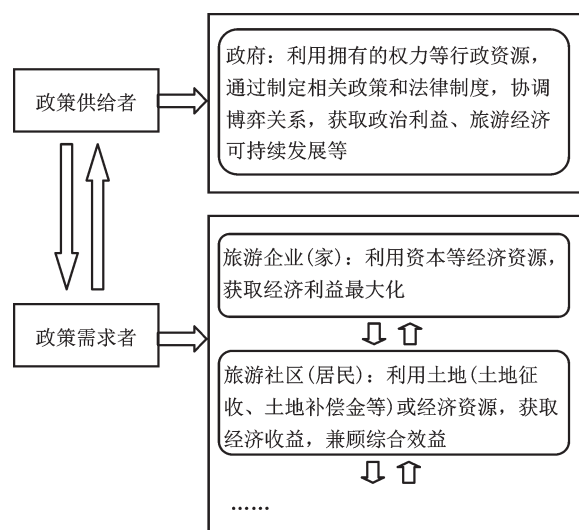 政策供给者
政府：利用拥有的权力等行政资源，
通过制定相关政策和法律制度，协调
博弈关系，获取政治利益、旅游经济
可持续发展等
政策需求者
旅游企业(家)：利用资本等经济资源，
获取经济利益最大化
旅游社区(居民)：利用土地(土地征
收、土地补偿金等)或经济资源，获取
经济收益，兼顾综合效益
……